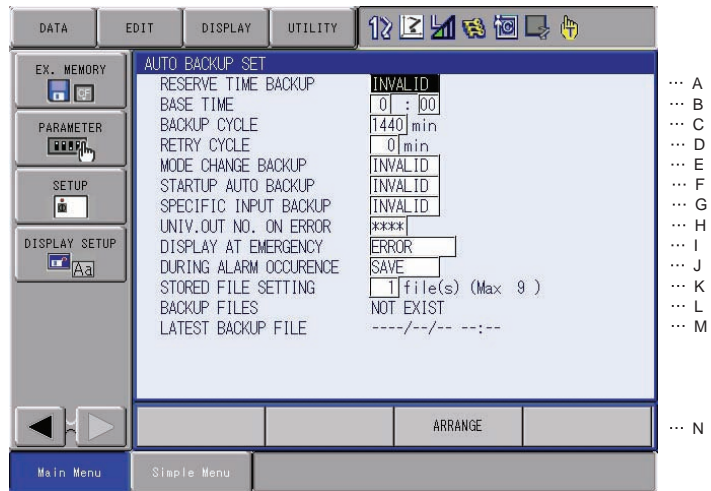 DATA EDIT DISPLAY UTILITY
EX. MEMORY
CF
PARAMETER
SETUP
DISPLAY SETUP
Aa
AUTO BACKUP SET
RESERVE TIME BACKUP INVALID ... A
BASE TIME 0 : 00 ... B
BACKUP CYCLE 1440 min ... C
RETRY CYCLE 0 min ... D
MODE CHANGE BACKUP INVALID ... E
STARTUP AUTO BACKUP INVALID ... F
SPECIFIC INPUT BACKUP INVALID ... G
UNIV.OUT NO. ON ERROR **** ... H
DISPLAY AT EMERGENCY ERROR ... I
DURING ALARM OCCURENCE SAVE ... J
STORED FILE SETTING 1 file(s) (Max 9 ) ... K
BACKUP FILES NOT EXIST ... L
LATEST BACKUP FILE ----/--/-- --:-- ... M
ARRANGE ... N
Main Menu Simple Menu